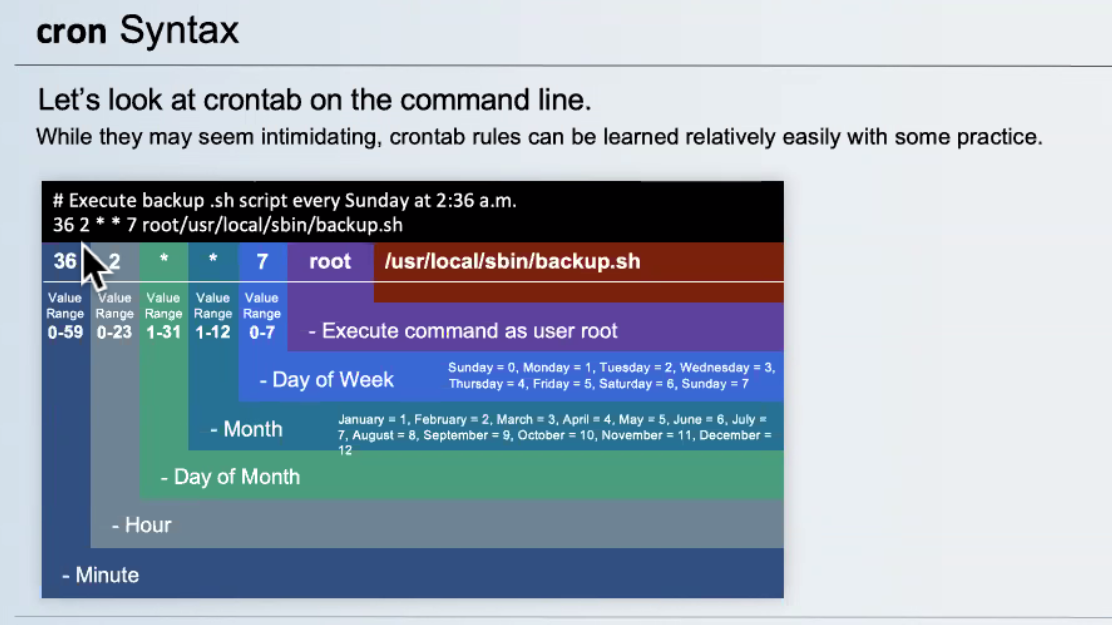 cron Syntax
Let's look at crontab on the command line.
While they may seem intimidating, crontab rules can be learned relatively easily with some practice.
# Execute backup .sh script every Sunday at 2:36 a.m.
36 2 * * 7 root/usr/local/sbin/backup.sh
36 2 * * 7 root /usr/local/sbin/backup.sh
Value Value Value Value Value
Range Range Range Range Range
0-59 0-23 1-31 1-12 0-7
- Execute command as user root
- Day of Week
Sunday = 0, Monday = 1, Tuesday = 2, Wednesday = 3,
Thursday = 4, Friday = 5, Saturday = 6, Sunday = 7
- Month
January = 1, February = 2, March = 3, April = 4, May = 5, June = 6, July =
7, August = 8, September = 9, October = 10, November = 11, December =
12
- Day of Month
- Hour
- Minute